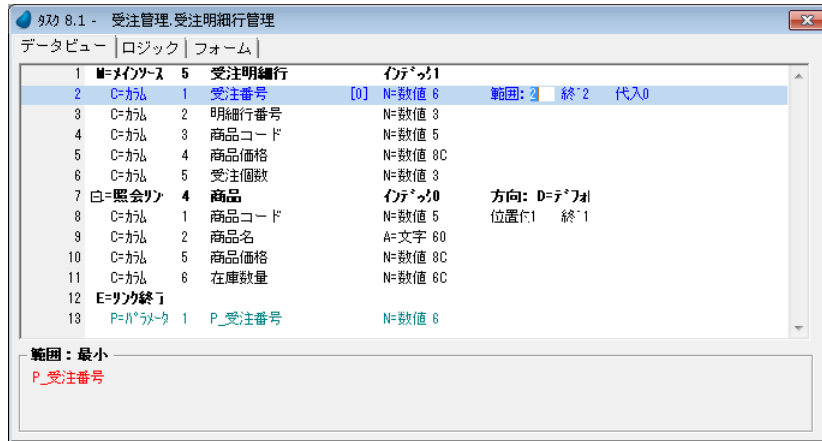 ﾀｽｸ 8.1 - 受注管理.受注明細行管理
データビュー ロジック フォーム
1 M=ﾒｲﾝｿｰｽ 5 受注明細行 ｲﾝﾃﾞｯｸ1
2 C=ｶﾗﾑ 1 受注番号 [0] N=数値 6 範囲: 2 終~2 代入0
3 C=ｶﾗﾑ 2 明細行番号 N=数値 3
4 C=ｶﾗﾑ 3 商品コード N=数値 5
5 C=ｶﾗﾑ 4 商品価格 N=数値 8C
6 C=ｶﾗﾑ 5 受注個数 N=数値 3
7 =照会ﾘﾝ 4 商品 ｲﾝﾃﾞｯｸ0 方向: D=ﾃﾞﾌｫﾙ
8 C=ｶﾗﾑ 1 商品コード N=数値 5 位置付1 終~1
9 C=ｶﾗﾑ 2 商品名 A=文字 60
10 C=ｶﾗﾑ 5 商品価格 N=数値 8C
11 C=ｶﾗﾑ 6 在庫数量 N=数値 6C
12 E=ﾘﾝｸ終了
13 P=ﾊﾟﾗﾒｰﾀ 1 P_受注番号 N=数値 6
範囲：最小
P_受注番号